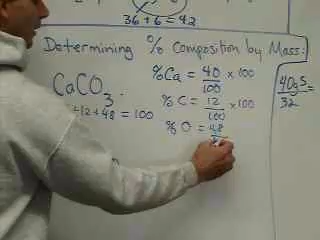 36+6 = 42
Determining % Composition by Mass:
CaCO3.
+12+48 = 100
%Ca = 40/100 x 100
% C = 12/100 x 100
% O = 48
40g S =
32